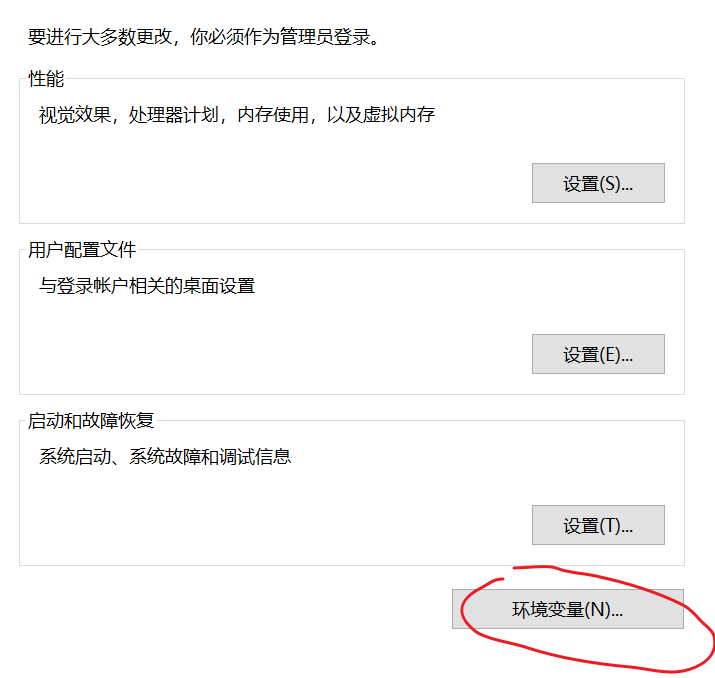 要进行大多数更改，你必须作为管理员登录。
性能
视觉效果，处理器计划，内存使用，以及虚拟内存
设置(S)...
用户配置文件
与登录帐户相关的桌面设置
设置(E)...
启动和故障恢复
系统启动、系统故障和调试信息
设置(T)...
环境变量(N)...